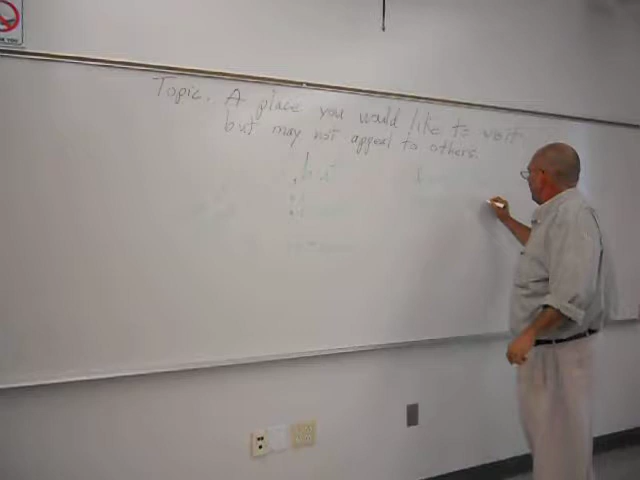 Topic. A place you would like to visit
but may not appeal to others.